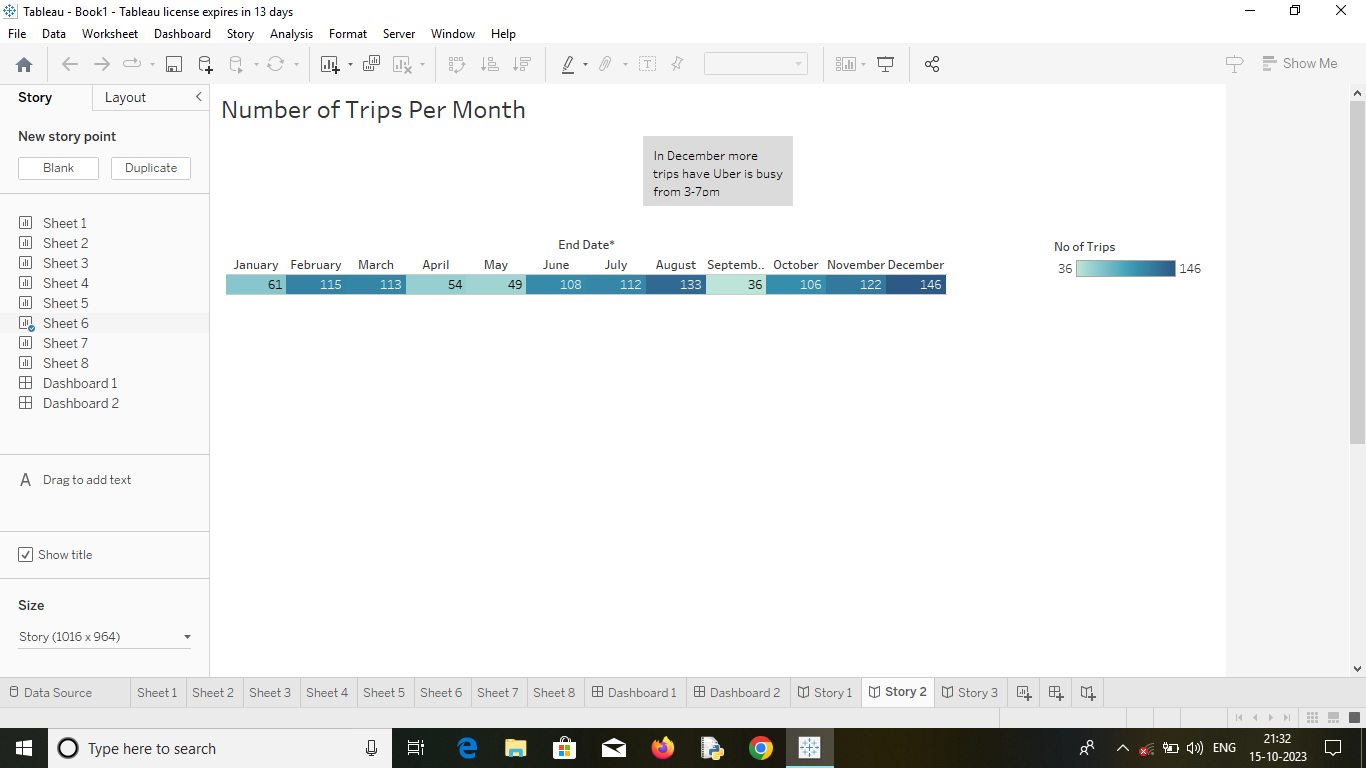 Tableau - Book1 - Tableau license expires in 13 days
File Data Worksheet Dashboard Story Analysis Format Server Window Help
Show Me
Story Layout
New story point
Blank Duplicate
Sheet 1
Sheet 2
Sheet 3
Sheet 4
Sheet 5
Sheet 6
Sheet 7
Sheet 8
Dashboard 1
Dashboard 2
A Drag to add text
Show title
Size
Story (1016 x 964)
Number of Trips Per Month
In December more
trips have Uber is busy
from 3-7pm
End Date*
January February March April May June July August Septemb.. October November December
61 115 113 54 49 108 112 133 36 106 122 146
No of Trips
36 146
Data Source Sheet 1 Sheet 2 Sheet 3 Sheet 4 Sheet 5 Sheet 6 Sheet 7 Sheet 8 Dashboard 1 Dashboard 2 Story 1 Story 2 Story 3
Type here to search
ENG
21:32
15-10-2023